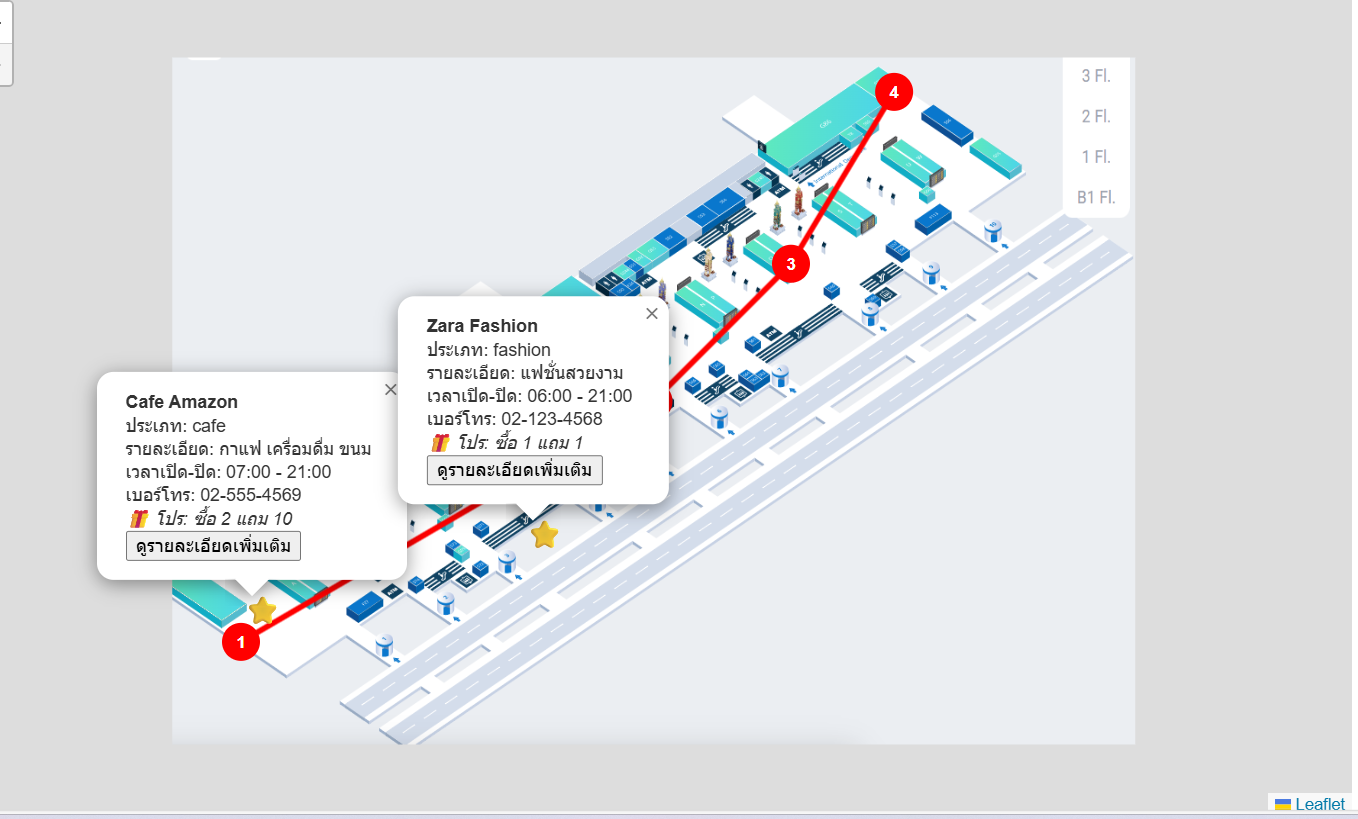 3 Fl.
2 Fl.
1 Fl.
B1 Fl.
4
3
Zara Fashion
ประเภท: fashion
รายละเอียด: แฟชั่นสวยงาม
เวลาเปิด-ปิด: 06:00 - 21:00
เบอร์โทร: 02-123-4568
🎁 โปร: ซื้อ 1 แถม 1
ดูรายละเอียดเพิ่มเติม
Cafe Amazon
ประเภท: cafe
รายละเอียด: กาแฟ เครื่อมดื่ม ขนม
เวลาเปิด-ปิด: 07:00 - 21:00
เบอร์โทร: 02-555-4569
🎁 โปร: ซื้อ 2 แถม 10
ดูรายละเอียดเพิ่มเติม
1
Leaflet